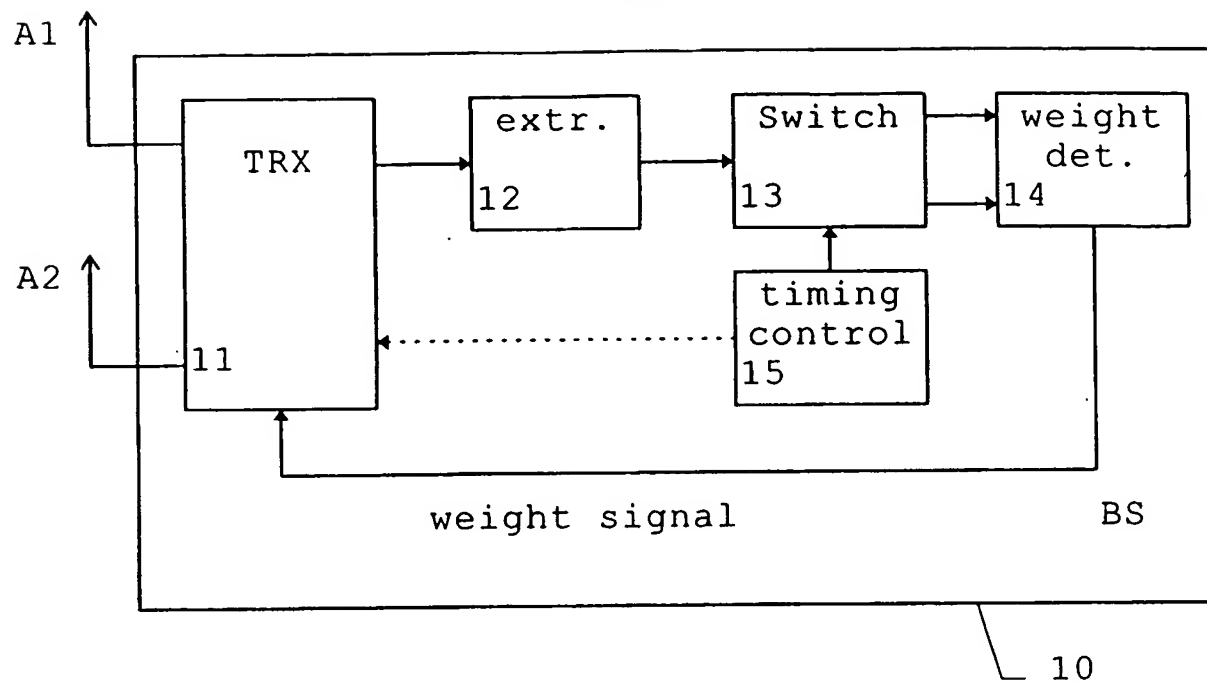 A1
TRX
extr.
12
Switch
13
weight
det.
14
A2
11
timing
control
15
weight signal
BS
10